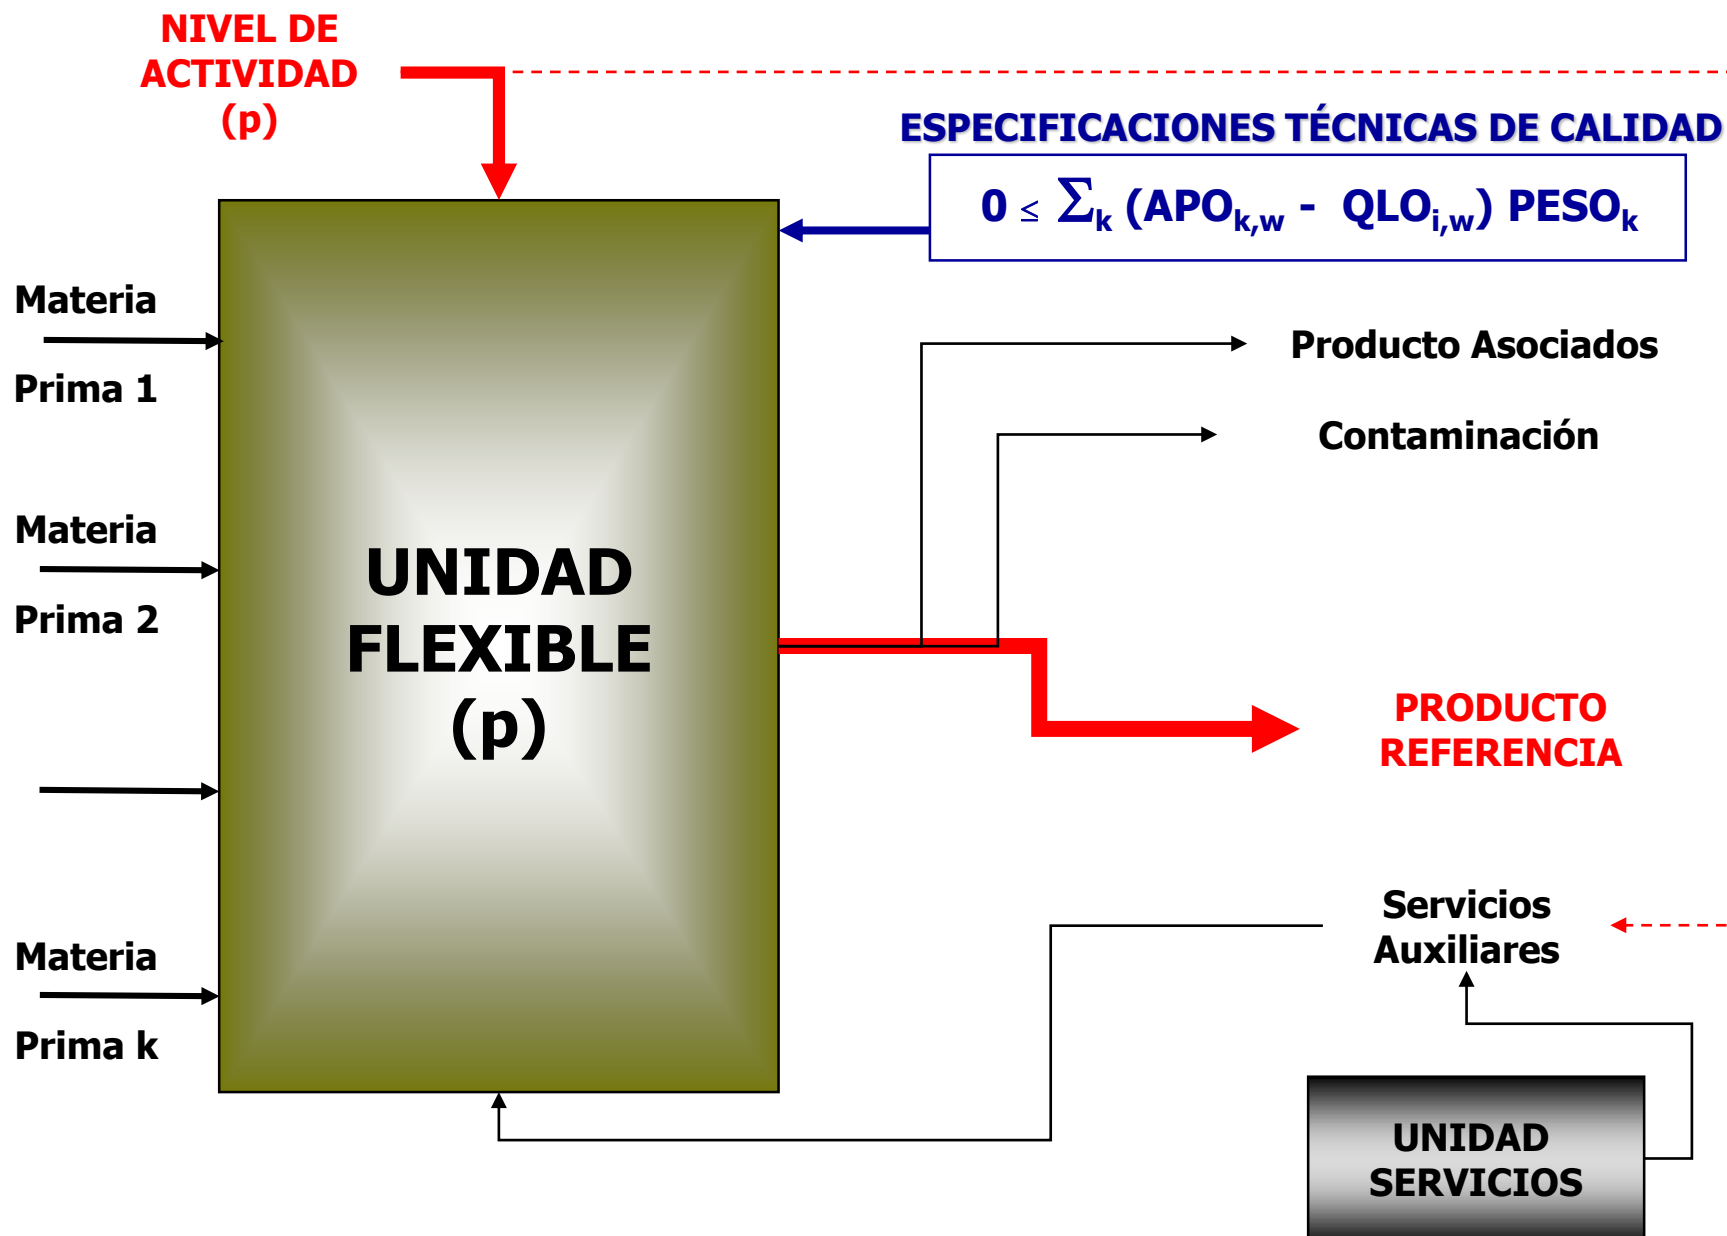 NIVEL DE
ACTIVIDAD
(p)
ESPECIFICACIONES TÉCNICAS DE CALIDAD
0 ≤ Σk (APOk,w - QLOi,w) PESOk
Materia
Prima 1
Producto Asociados
Contaminación
Materia
Prima 2
UNIDAD
FLEXIBLE
(p)
PRODUCTO
REFERENCIA
Servicios
Auxiliares
Materia
Prima k
UNIDAD
SERVICIOS